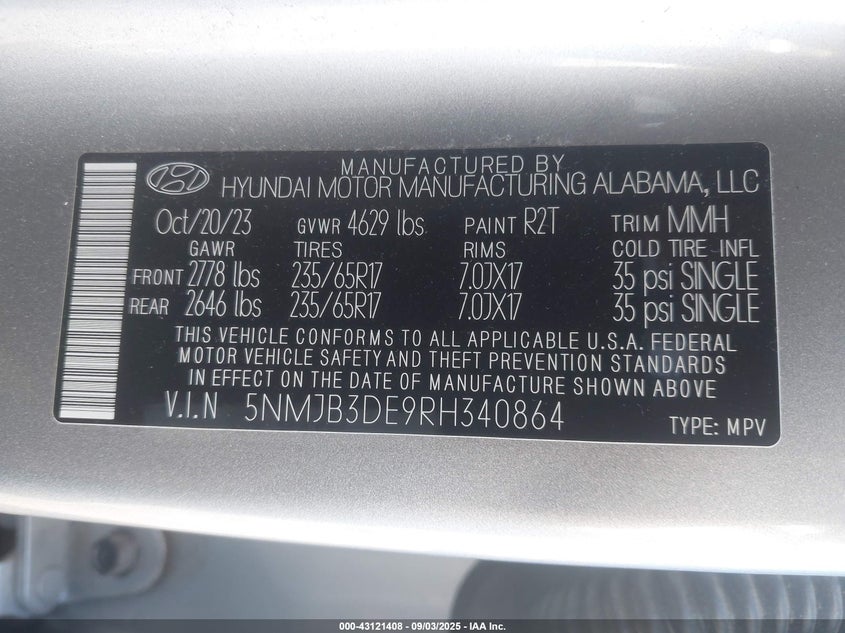 MANUFACTURED BY
HYUNDAI MOTOR MANUFACTURING ALABAMA, LLC
Oct/20/23 GVWR 4629 lbs PAINT R2T TRIM MMH
GAWR TIRES RIMS COLD TIRE INFL
FRONT 2778 lbs 235/65R17 7.0JX17 35 psi SINGLE
REAR 2646 lbs 235/65R17 7.0JX17 35 psi SINGLE
THIS VEHICLE CONFORMS TO ALL APPLICABLE U.S.A. FEDERAL
MOTOR VEHICLE SAFETY AND THEFT PREVENTION STANDARDS
IN EFFECT ON THE DATE OF MANUFACTURE SHOWN ABOVE
V.I.N 5NMJB3DE9RH340864
TYPE: MPV
000-43121408 - 09/03/2025 - IAA Inc.